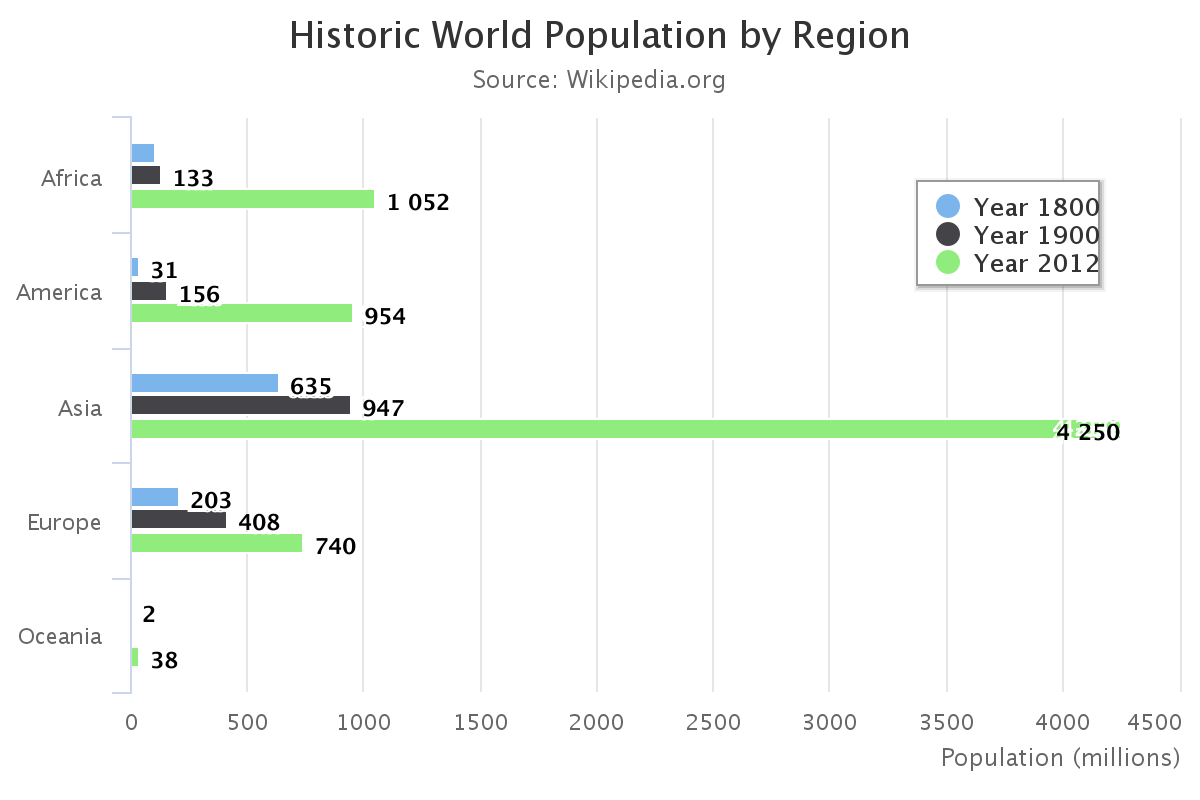 Historic World Population by Region
Source: Wikipedia.org
Africa
133
1 052
America
31
156
954
Asia
635
947
4 250
Europe
203
408
740
Oceania
2
38
Year 1800
Year 1900
Year 2012
0 500 1000 1500 2000 2500 3000 3500 4000 4500
Population (millions)